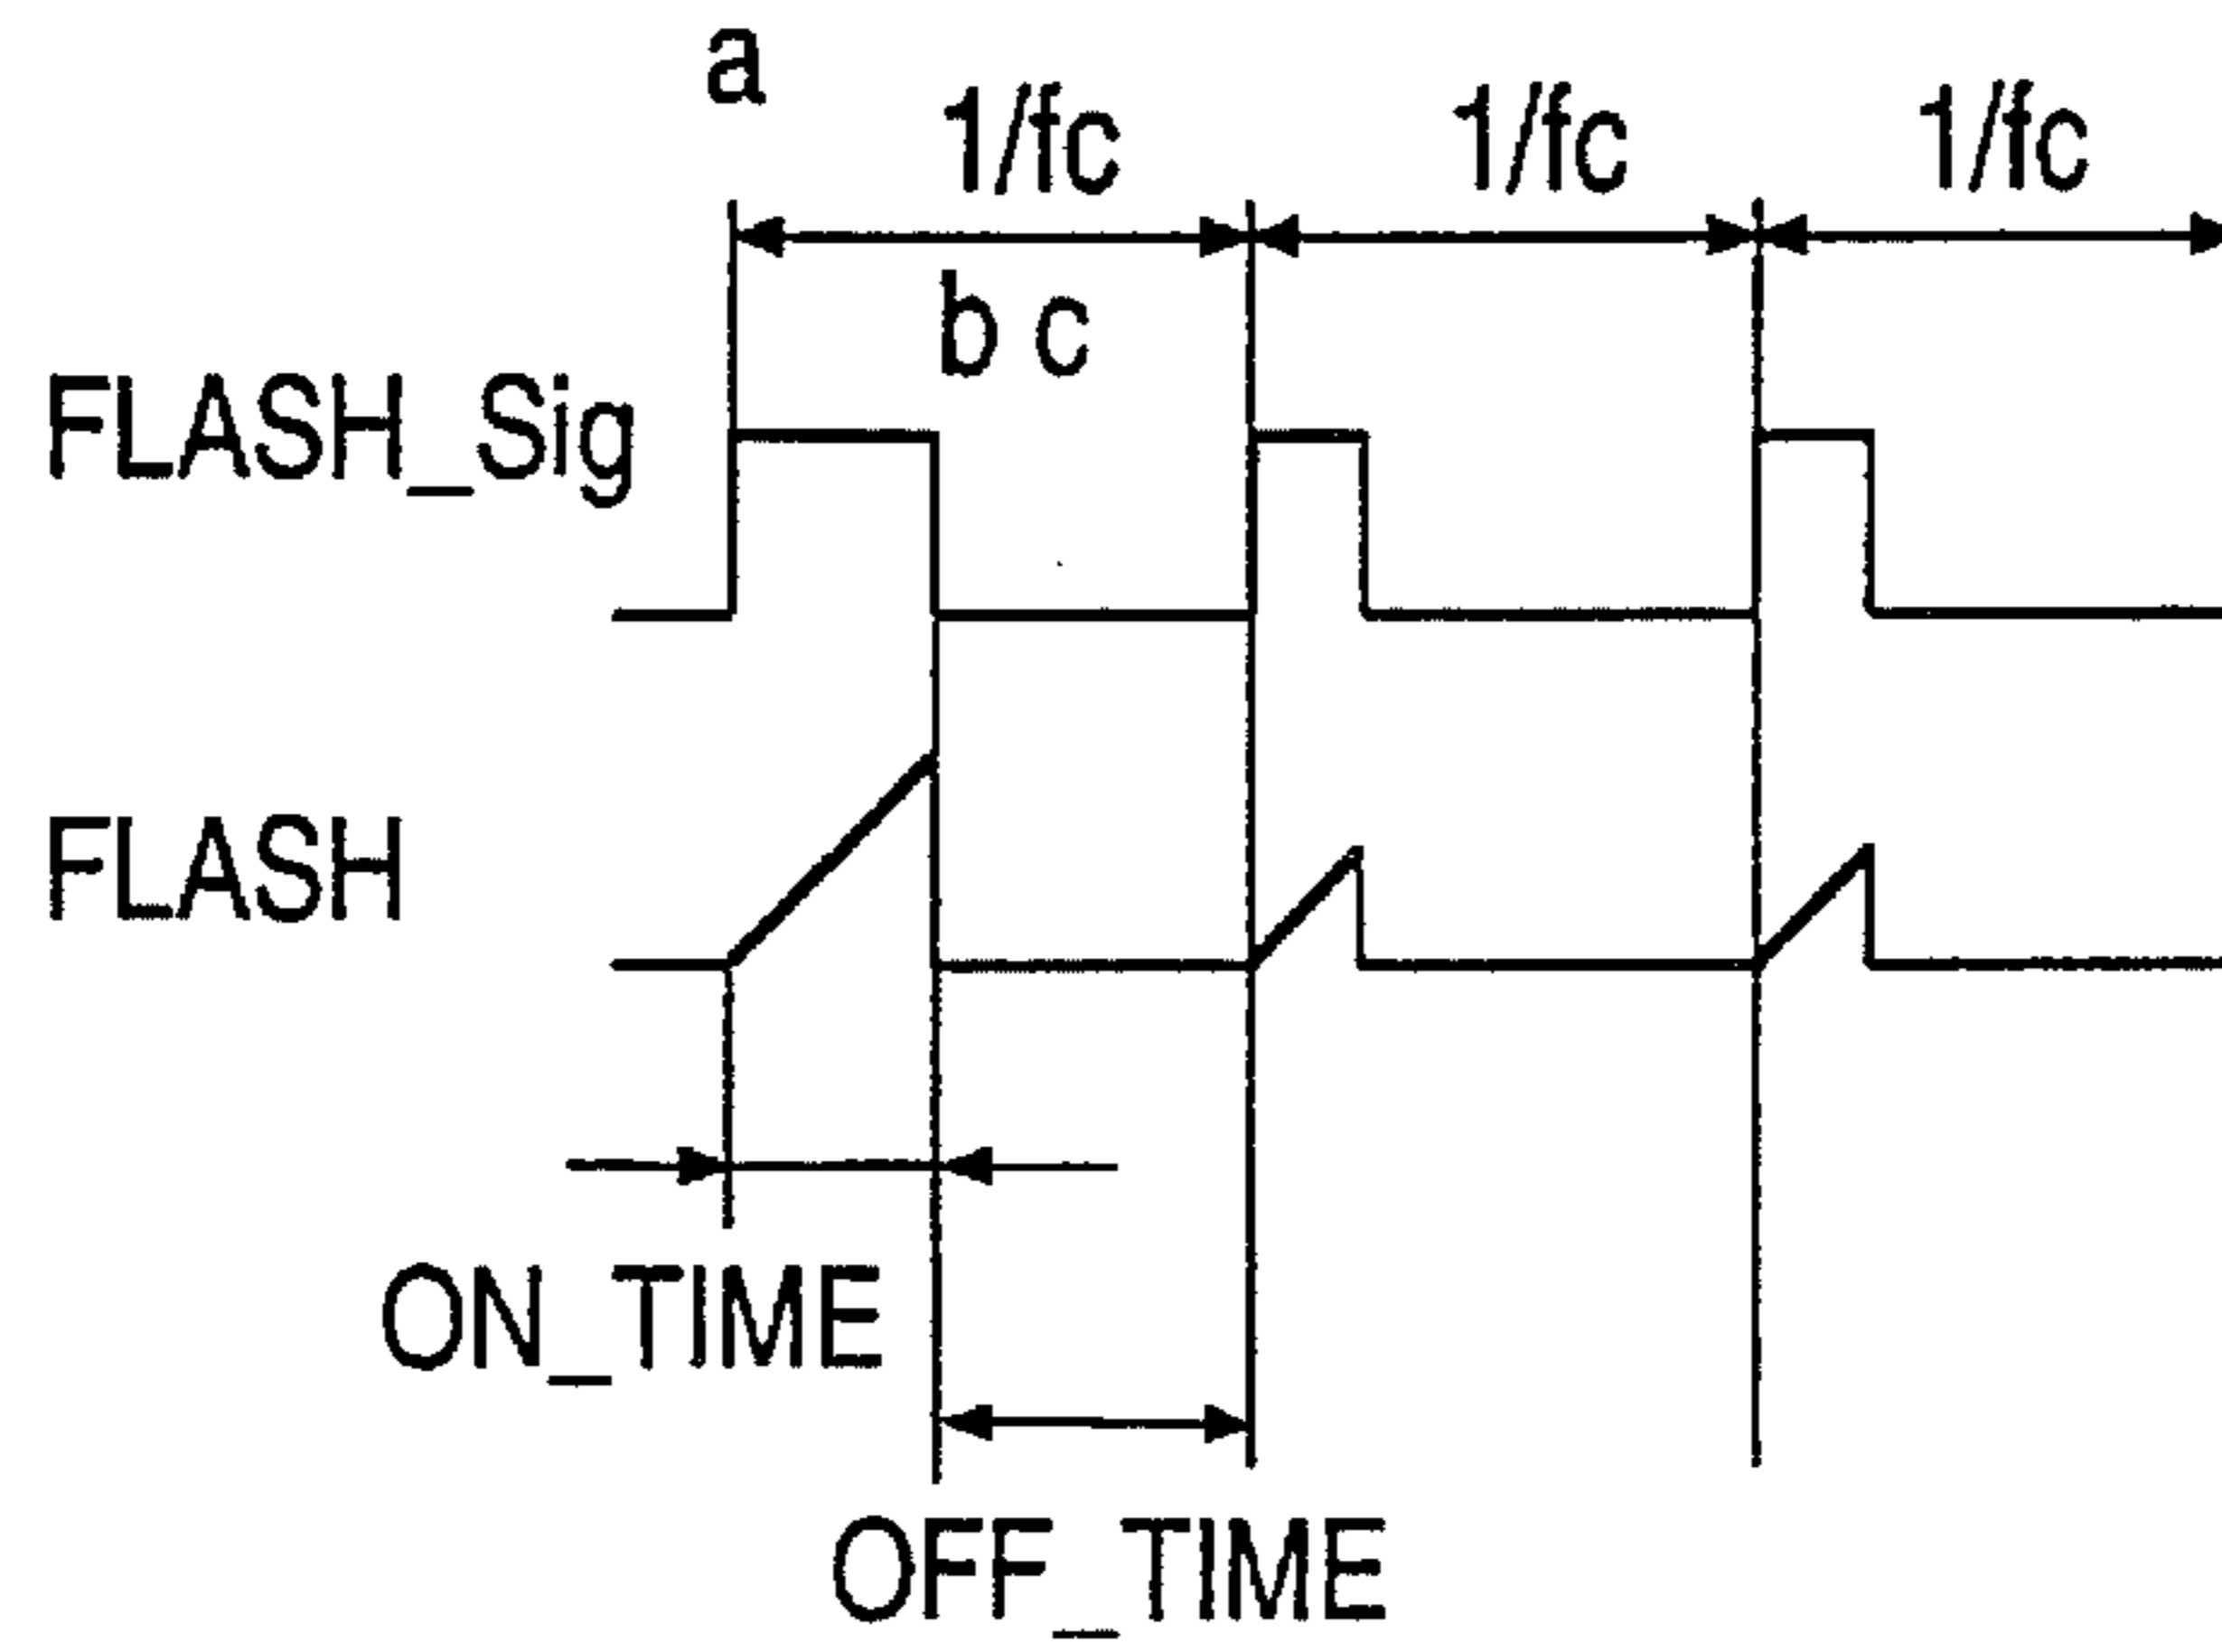 a
1/fc 1/fc 1/fc
b c
FLASH_Sig
FLASH
ON_TIME
OFF_TIME